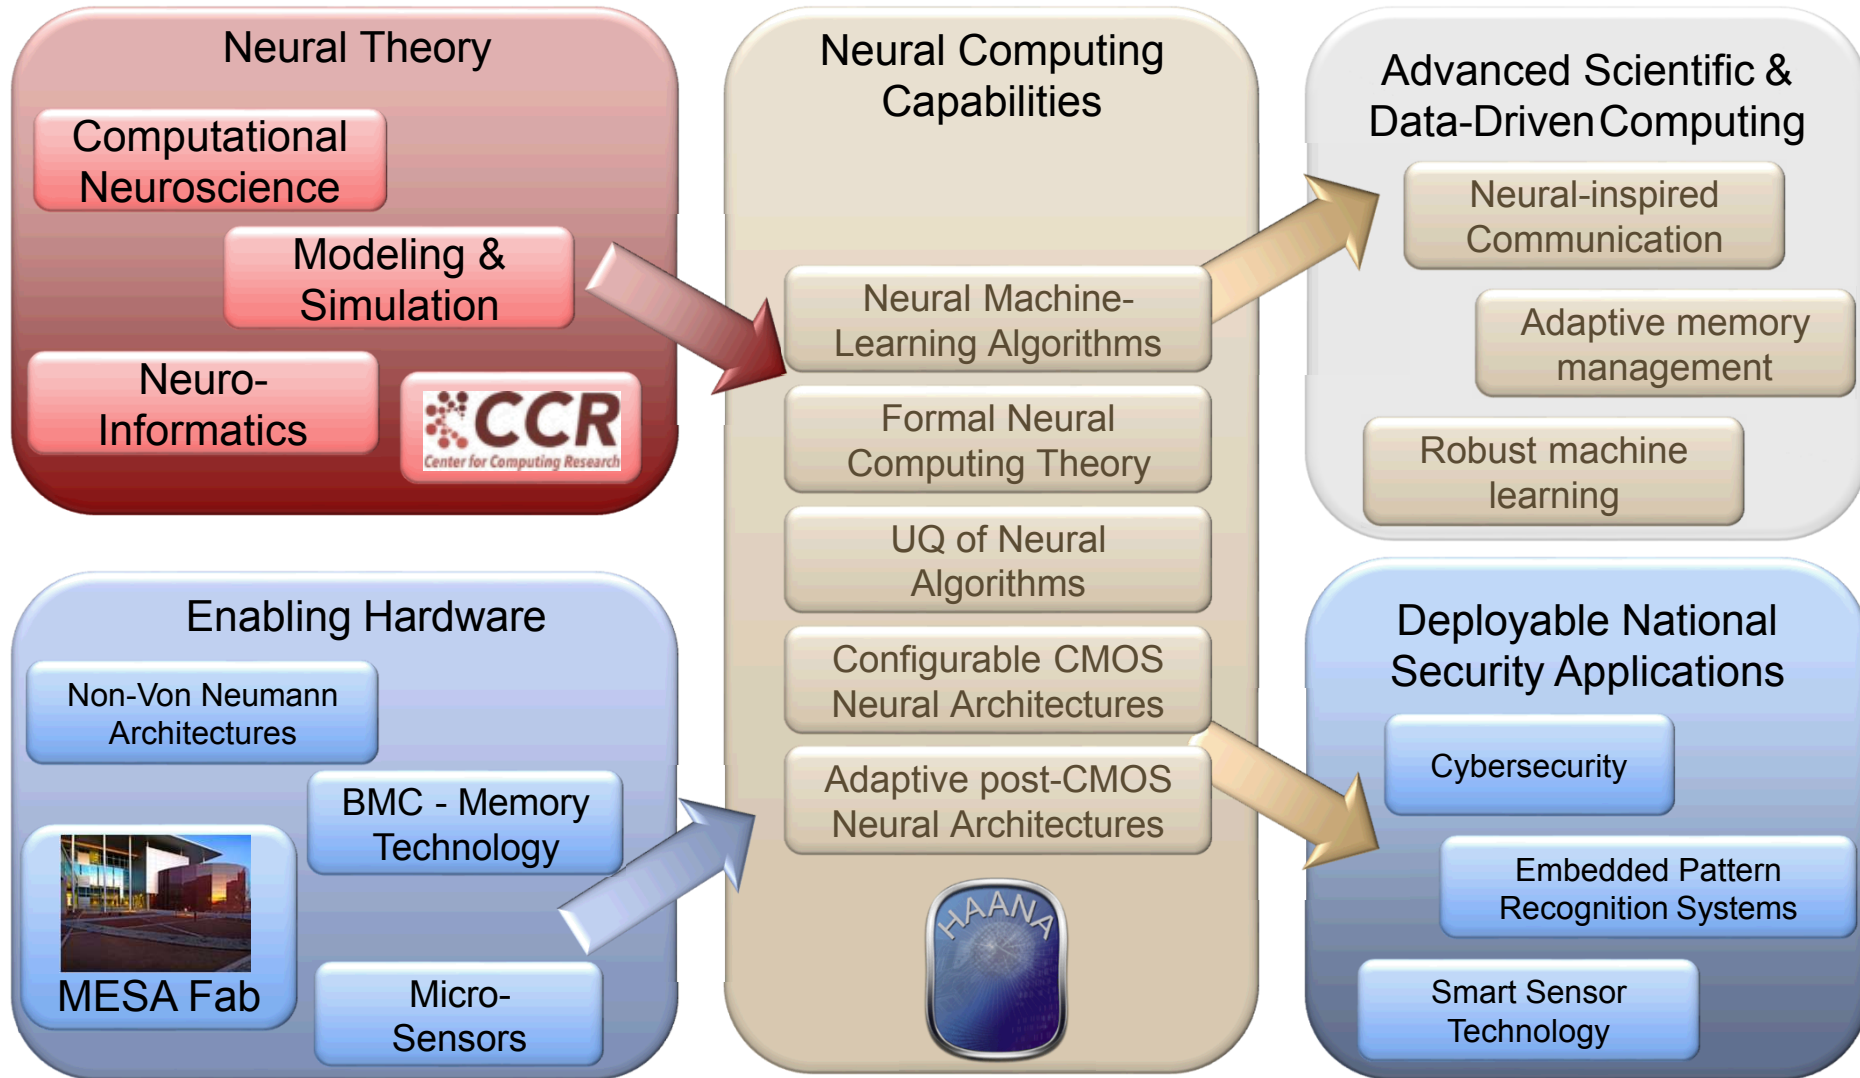 Neural Theory
Computational
Neuroscience
Modeling &
Simulation
Neuro-
Informatics
CCR
Center for Computing Research
Enabling Hardware
Non-Von Neumann
Architectures
BMC - Memory
Technology
MESA Fab
Micro-
Sensors
Neural Computing
Capabilities
Neural Machine-
Learning Algorithms
Formal Neural
Computing Theory
UQ of Neural
Algorithms
Configurable CMOS
Neural Architectures
Adaptive post-CMOS
Neural Architectures
HAANA
Advanced Scientific &
Data-Driven Computing
Neural-inspired
Communication
Adaptive memory
management
Robust machine
learning
Deployable National
Security Applications
Cybersecurity
Embedded Pattern
Recognition Systems
Smart Sensor
Technology